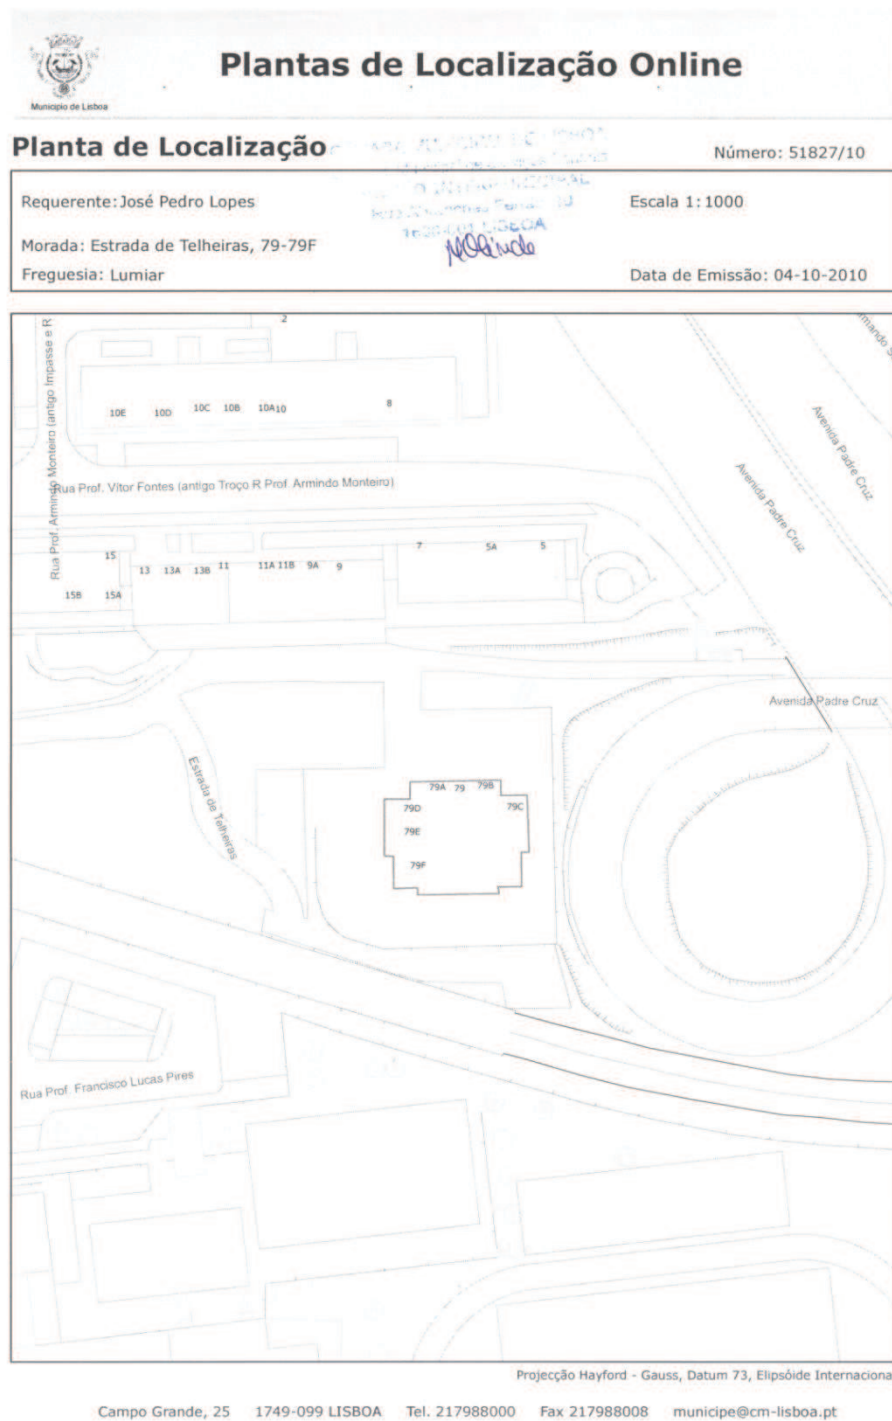 Plantas de Localização Online
Município de Lisboa
Planta de Localização
Número: 51827/10
Requerente: José Pedro Lopes
Escala 1:1000
Morada: Estrada de Telheiras, 79-79F
Freguesia: Lumiar
Data de Emissão: 04-10-2010
LISBOA
2
Rua Prof. Armindo Monteiro (antigo Impasse e R
10E 10D 10C 10B 10A 10 8
Avenida Padre Cruz
Avenida Padre Cruz
Rua Prof. Vítor Fontes (antigo Troço R Prof. Armindo Monteiro)
15 13 13A 13B 11 11A 11B 9A 9 7 5A 5
15B 15A
Avenida Padre Cruz
Estrada de Telheiras
79A 79 79B
79D 79C
79E
79F
Rua Prof. Francisco Lucas Pires
Projecção Hayford - Gauss, Datum 73, Elipsóide Internaciona
Campo Grande, 25 1749-099 LISBOA Tel. 217988000 Fax 217988008 municipe@cm-lisboa.pt